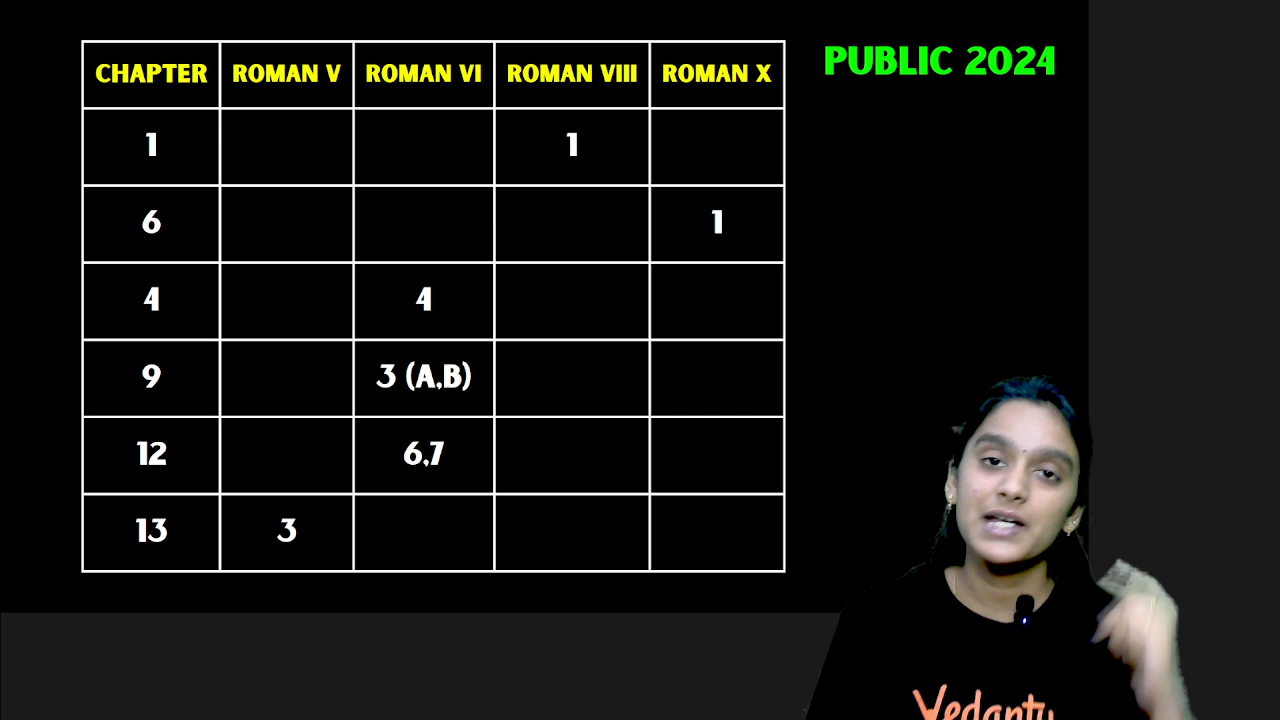 PUBLIC 2024
CHAPTER ROMAN V ROMAN VI ROMAN VIII ROMAN X
1 1
6 1
4 4
9 3 (A,B)
12 6,7
13 3
Vedantu